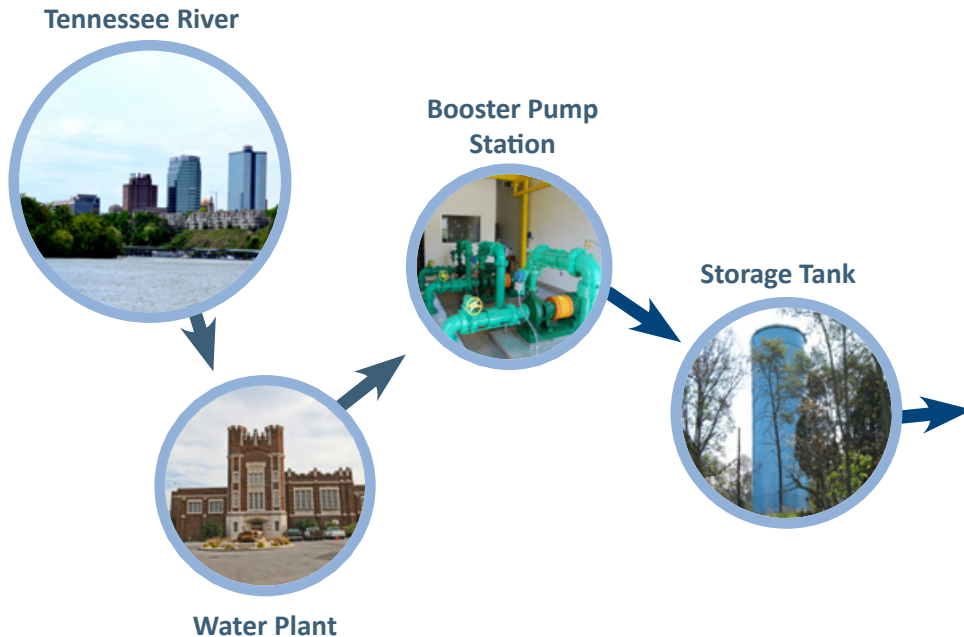 Tennessee River
Booster Pump
Station
Storage Tank
Water Plant